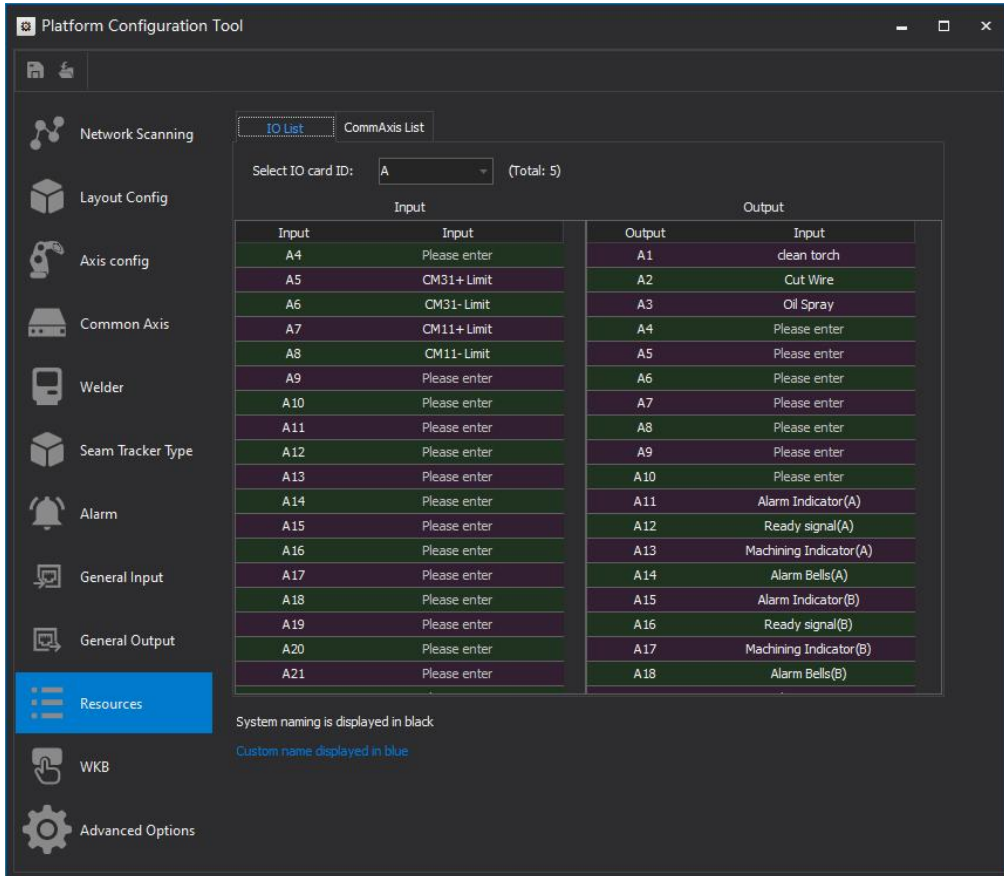 Platform Configuration Tool
Network Scanning
Layout Config
Axis config
Common Axis
Welder
Seam Tracker Type
Alarm
General Input
General Output
Resources
WKB
Advanced Options
IO List CommAxis List
Select IO card ID: A (Total: 5)
Input Output
Input Input Output Input
A4 Please enter A1 clean torch
A5 CM31+Limit A2 Cut Wire
A6 CM31-Limit A3 Oil Spray
A7 CM11+Limit A4 Please enter
A8 CM11-Limit A5 Please enter
A9 Please enter A6 Please enter
A10 Please enter A7 Please enter
A11 Please enter A8 Please enter
A12 Please enter A9 Please enter
A13 Please enter A10 Please enter
A14 Please enter A11 Alarm Indicator(A)
A15 Please enter A12 Ready signal(A)
A16 Please enter A13 Machining Indicator(A)
A17 Please enter A14 Alarm Bells(A)
A18 Please enter A15 Alarm Indicator(B)
A19 Please enter A16 Ready signal(B)
A20 Please enter A17 Machining Indicator(B)
A21 Please enter A18 Alarm Bells(B)
System naming is displayed in black
Custom name displayed in blue